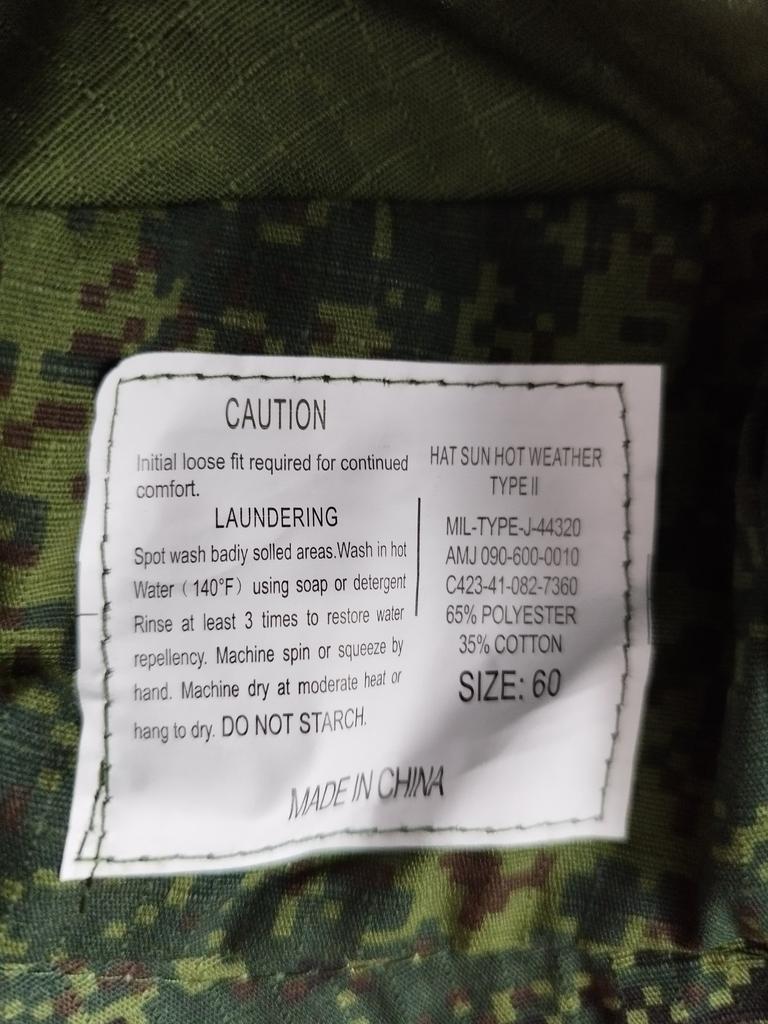 CAUTION
Initial loose fit required for continued
comfort.
LAUNDERING
Spot wash badiy solled areas.Wash in hot
Water ( 140°F ) using soap or detergent
Rinse at least 3 times to restore water
repellency. Machine spin or squeeze by
hand. Machine dry at moderate heat or
hang to dry. DO NOT STARCH.
HAT SUN HOT WEATHER
TYPE II
MIL-TYPE-J-44320
AMJ 090-600-0010
C423-41-082-7360
65% POLYESTER
35% COTTON
SIZE: 60
MADE IN CHINA